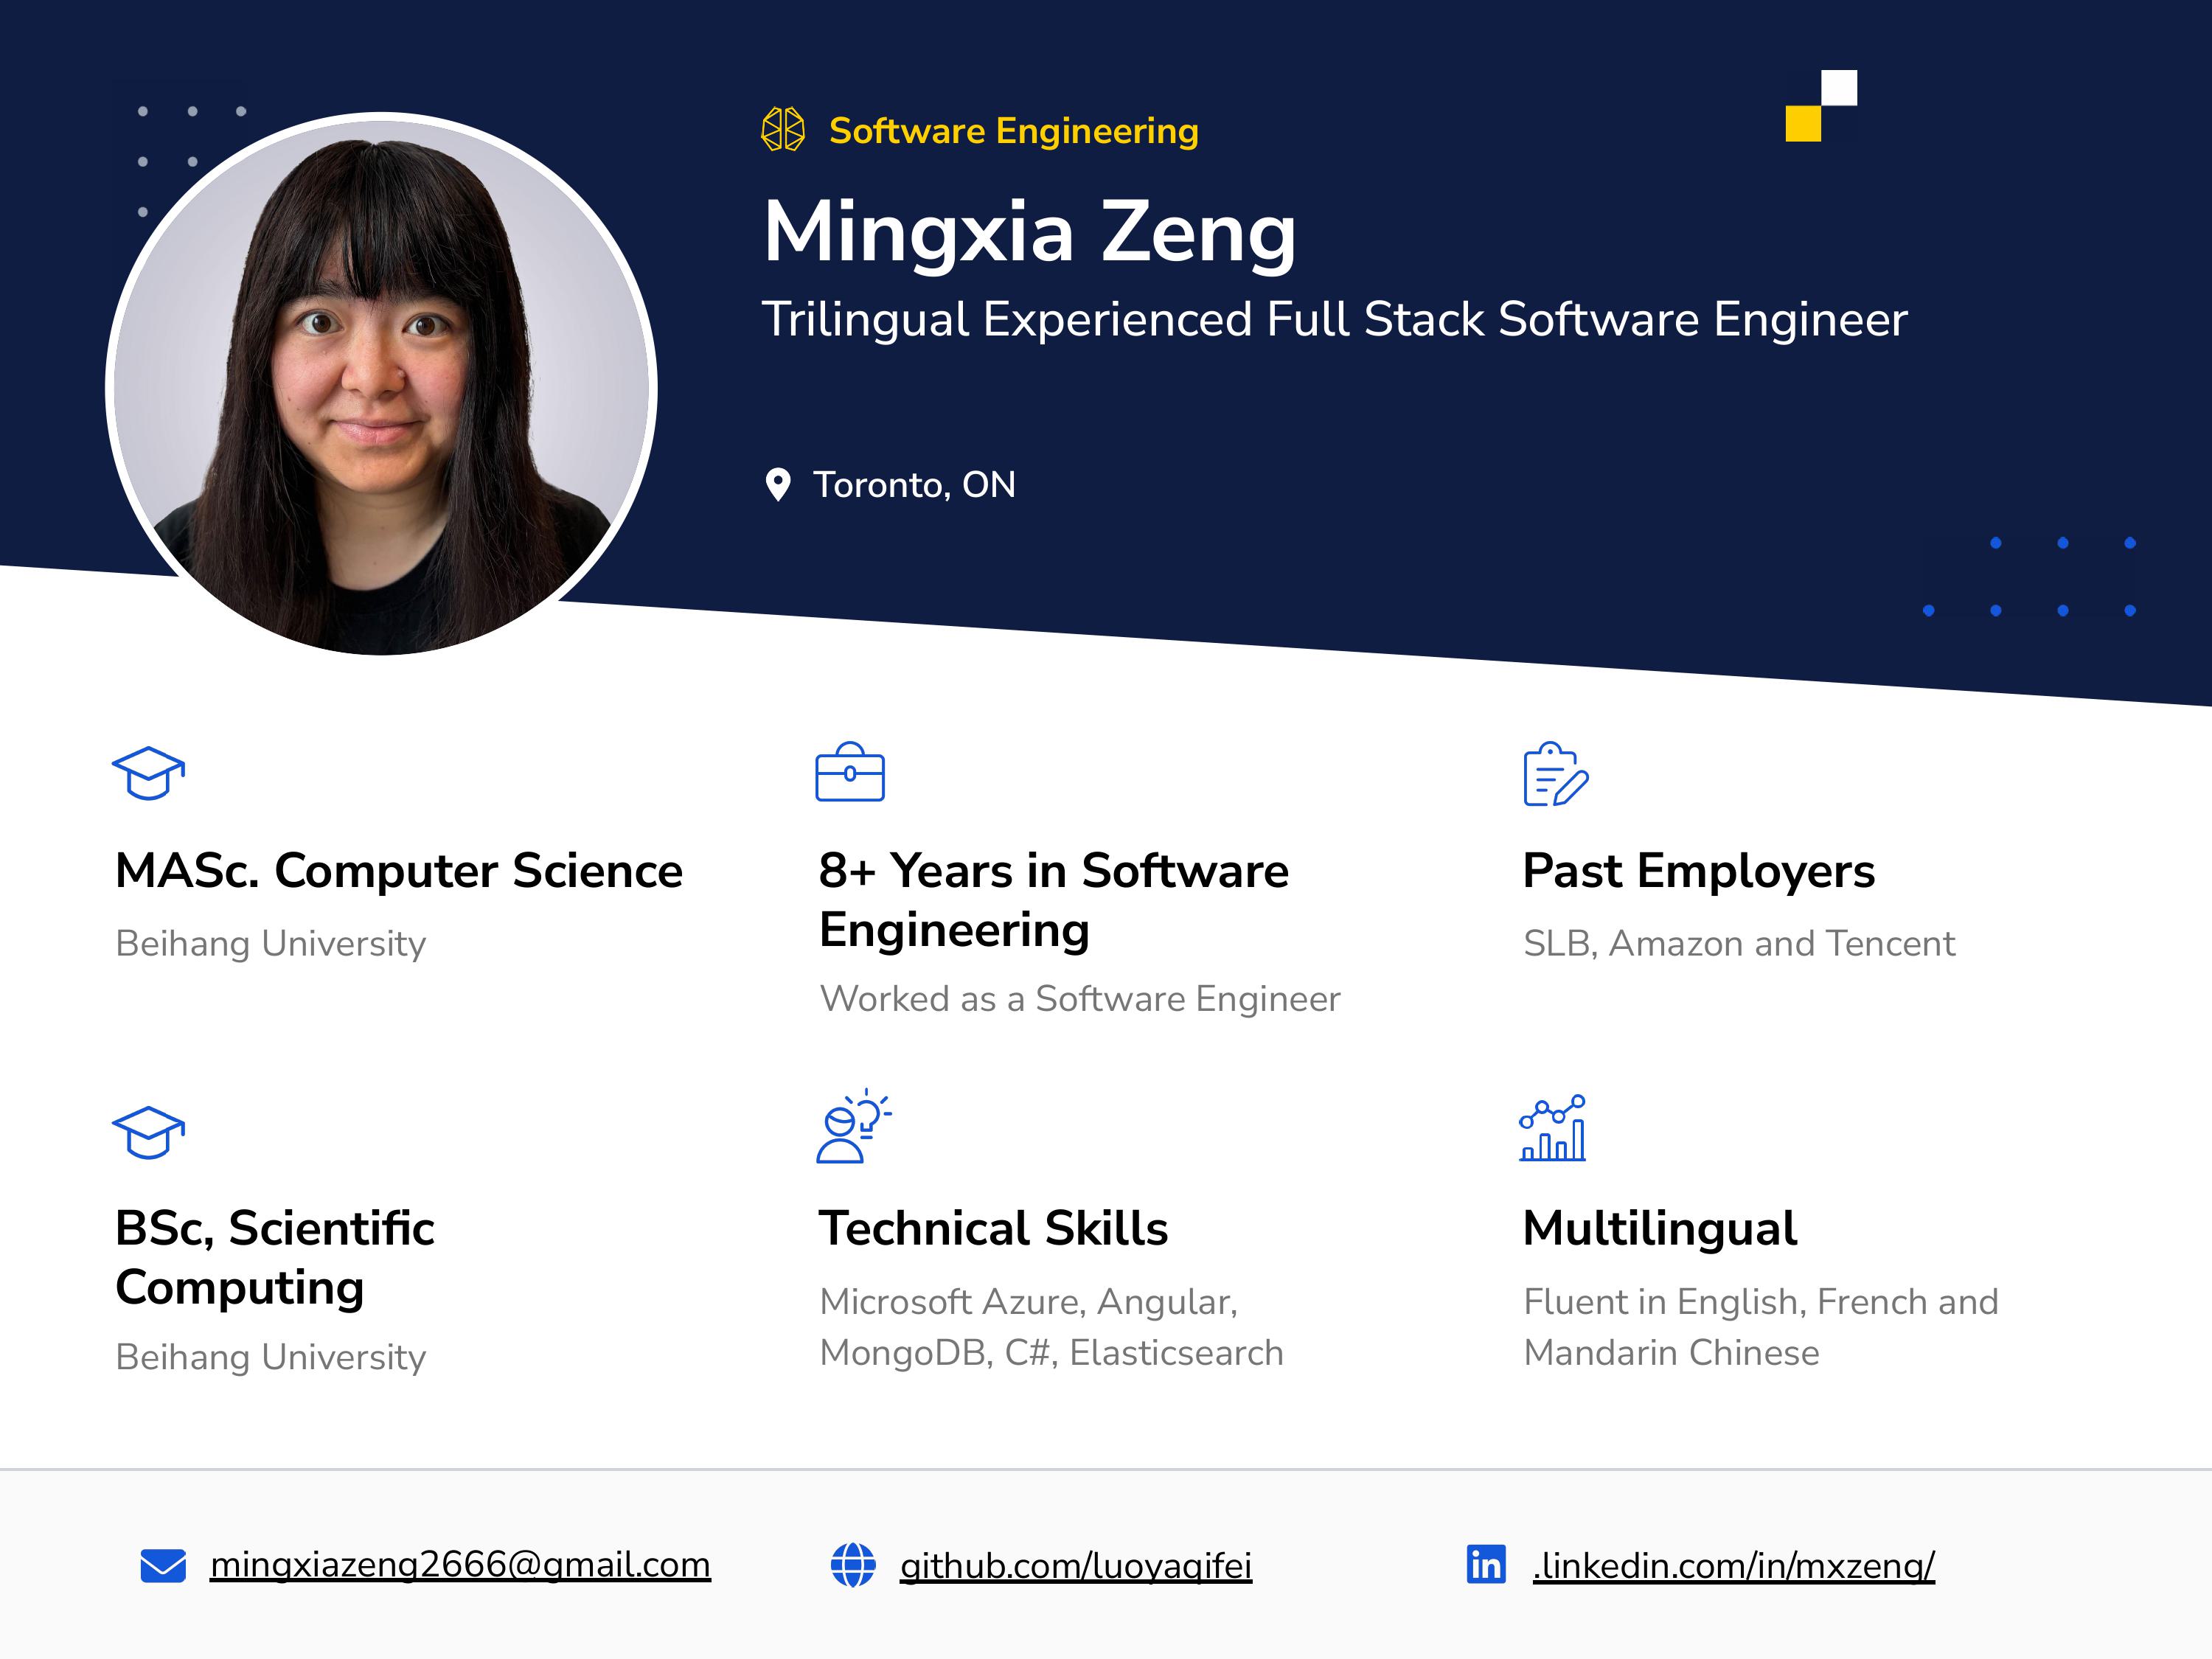 Software Engineering
Mingxia Zeng
Trilingual Experienced Full Stack Software Engineer
Toronto, ON
MASc. Computer Science
Beihang University
8+ Years in Software
Engineering
Worked as a Software Engineer
Past Employers
SLB, Amazon and Tencent
BSc, Scientific
Computing
Beihang University
Technical Skills
Microsoft Azure, Angular,
MongoDB, C#, Elasticsearch
Multilingual
Fluent in English, French and
Mandarin Chinese
mingxiazeng2666@gmail.com
github.com/luoyaqifei
in
.linkedin.com/in/mxzeng/